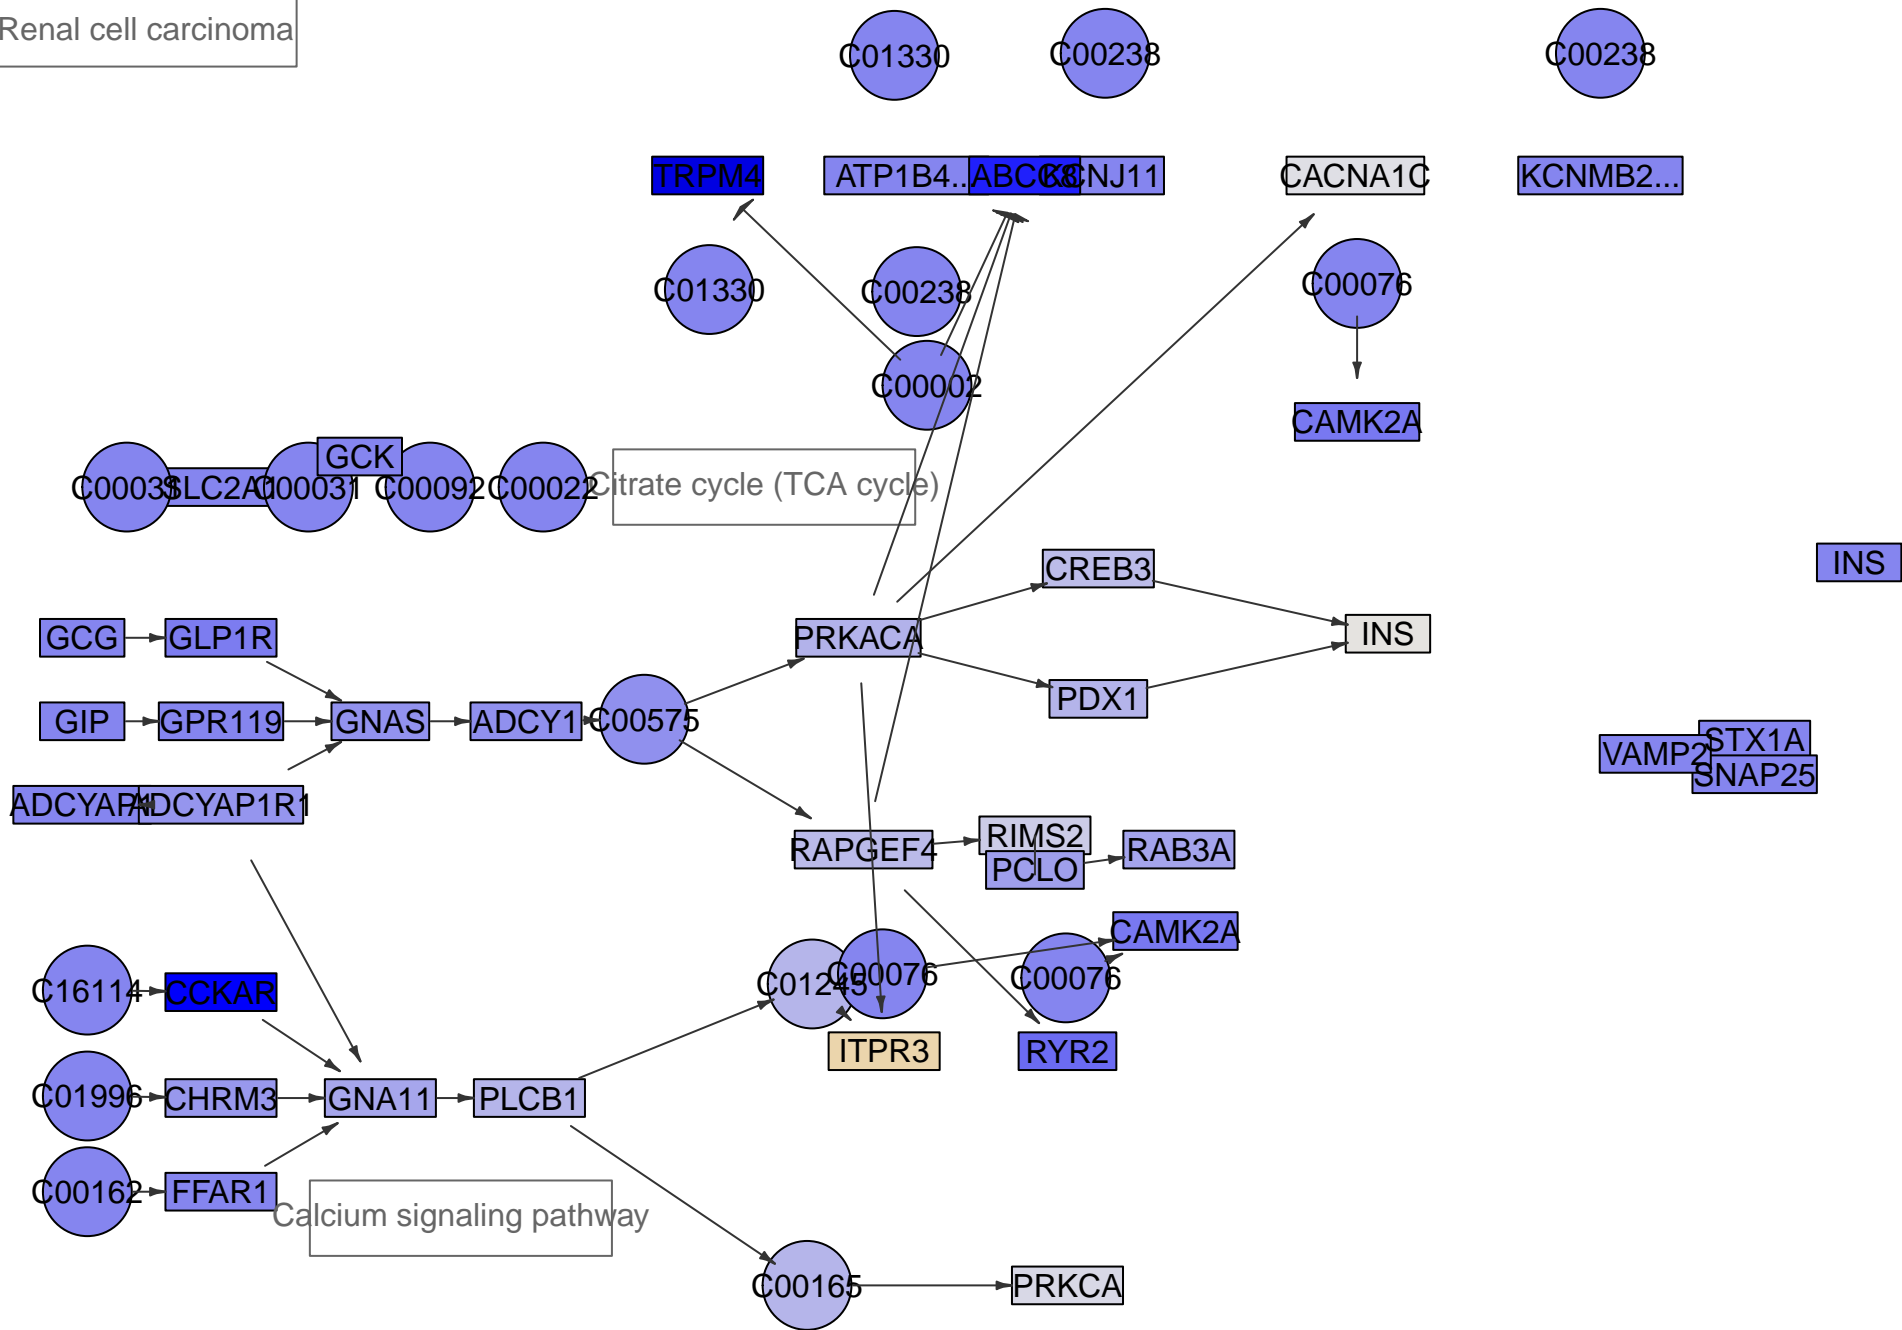 Renal cell carcinoma
C01330
C00238
C00238
TRPM4
ATP1B4...
ABCC8
KCNJ11
CACNA1C
KCNMB2...
C01330
C00238
C00076
C00002
CAMK2A
C00031
SLC2A1
C00031
GCK
C00092
C00022
Citrate cycle (TCA cycle)
CREB3
INS
GCG
GLP1R
PRKACA
INS
PDX1
GIP
GPR119
GNAS
ADCY1
C00575
STX1A
VAMP2
SNAP25
ADCYAP1
ADCYAP1R1
RAPGEF4
RIMS2
PCLO
RAB3A
CAMK2A
C16114
CCKAR
C01245
C00076
C00076
ITPR3
RYR2
C01996
CHRM3
GNA11
PLCB1
C00162
FFAR1
Calcium signaling pathway
C00165
PRKCA